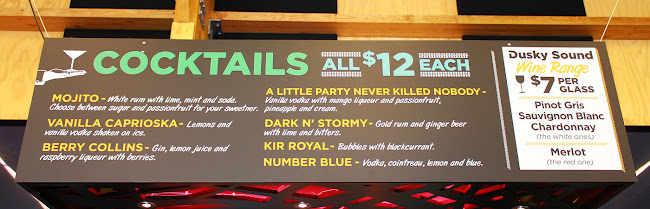 COCKTAILS ALL $12 EACH
MOJITO - White rum with lime, mint and soda.
Choose between sugar and passionfruit for your sweetner.
VANILLA CAPRIOSKA - Lemons and
vanilla vodka shaken on ice.
BERRY COLLINS - Gin, lemon juice and
raspberry liqueur with berries.
A LITTLE PARTY NEVER KILLED NOBODY -
Vanilla vodka with mango liqueur and passionfruit,
pineapple and cream.
DARK N' STORMY - Gold rum and ginger beer
with lime and bitters.
KIR ROYAL - Bubbles with blackcurrant.
NUMBER BLUE - Vodka, cointreau, lemon and blue.
Dusky Sound
Wine Range
$7 PER
GLASS
Pinot Gris
Sauvignon Blanc
Chardonnay
(the white ones)
Merlot
(the red one)